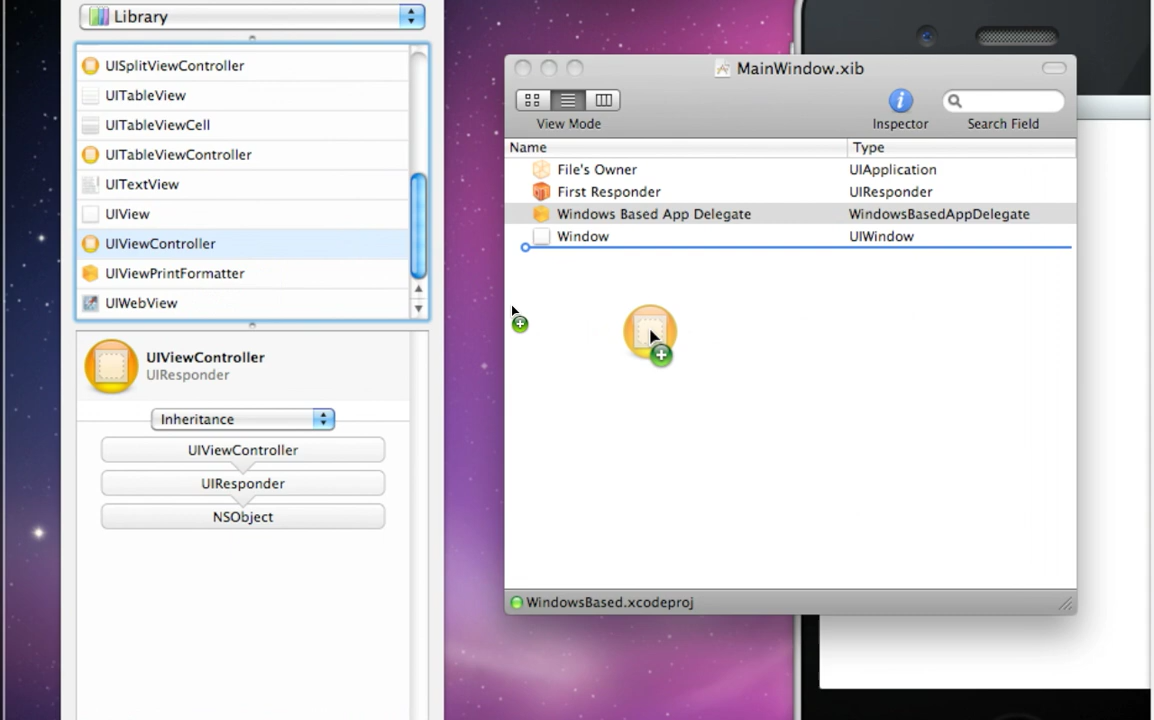 Library
UISplitViewController
UITableView
UITableViewCell
UITableViewController
UITextView
UIView
UIViewController
UIViewPrintFormatter
UIWebView
UIViewController
UIResponder
Inheritance
UIViewController
UIResponder
NSObject
MainWindow.xib
View Mode
Inspector
Search Field
Name Type
File's Owner UIApplication
First Responder UIResponder
Windows Based App Delegate WindowsBasedAppDelegate
Window UIWindow
WindowsBased.xcodeproj